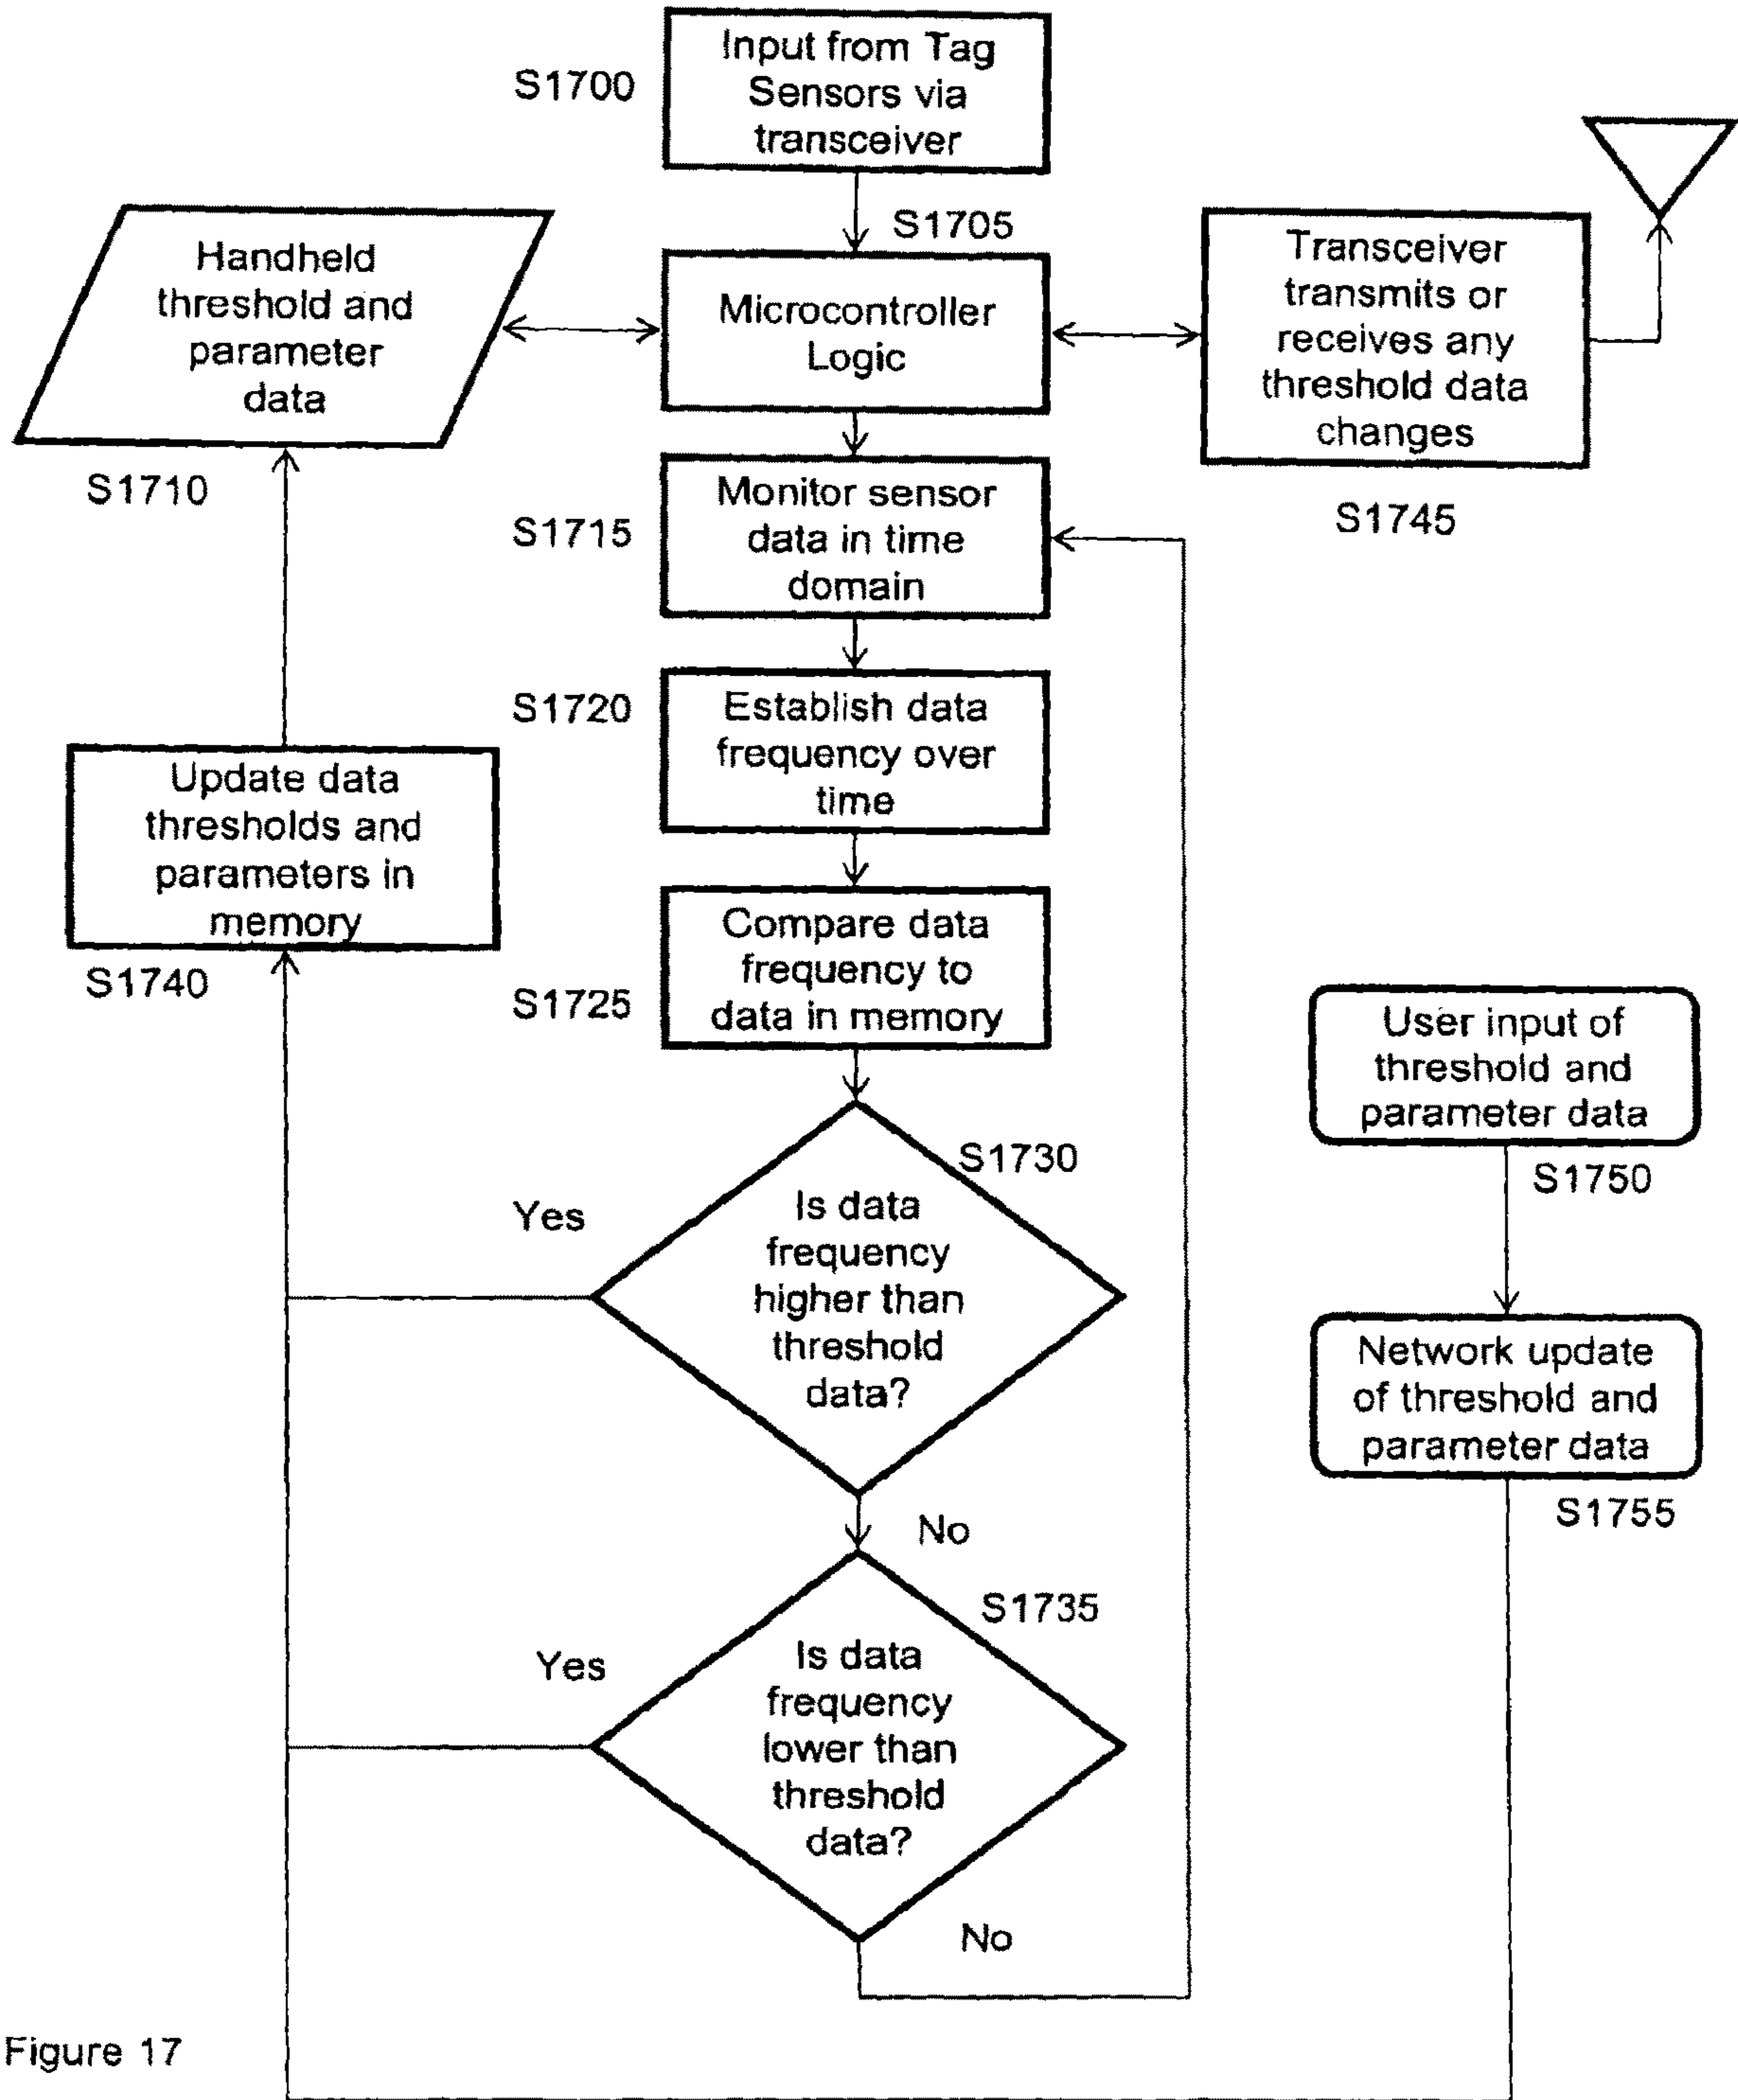 Input from Tag
Sensors via
transceiver
S1700
S1705
Handheld
threshold and
parameter
data
S1710
Microcontroller
Logic
Transceiver
transmits or
receives any
threshold data
changes
S1745
Monitor sensor
data in time
domain
S1715
Establish data
frequency over
time
S1720
Update data
thresholds and
parameters in
memory
S1740
Compare data
frequency to
data in memory
S1725
User input of
threshold and
parameter data
S1750
S1730
Is data
frequency
higher than
threshold
data?
Yes
No
Network update
of threshold and
parameter data
S1755
S1735
Is data
frequency
lower than
threshold
data?
Yes
No
Figure 17